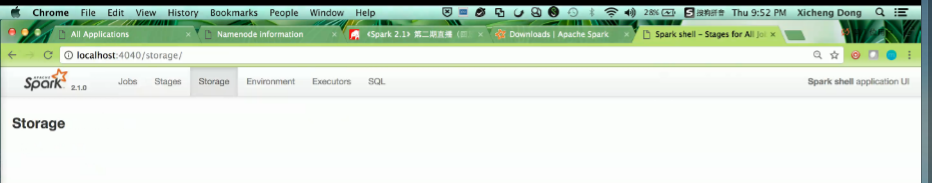 Chrome File Edit View History Bookmarks People Window Help 28% 搜狗拼音 Thu 9:52 PM Xicheng Dong
All Applications Namenode information 《Spark 2.1》第二期直播 Downloads | Apache Spark Spark shell - Stages for All Jo
localhost:4040/storage/
APACHE Spark 2.1.0 Jobs Stages Storage Environment Executors SQL Spark shell application UI
Storage